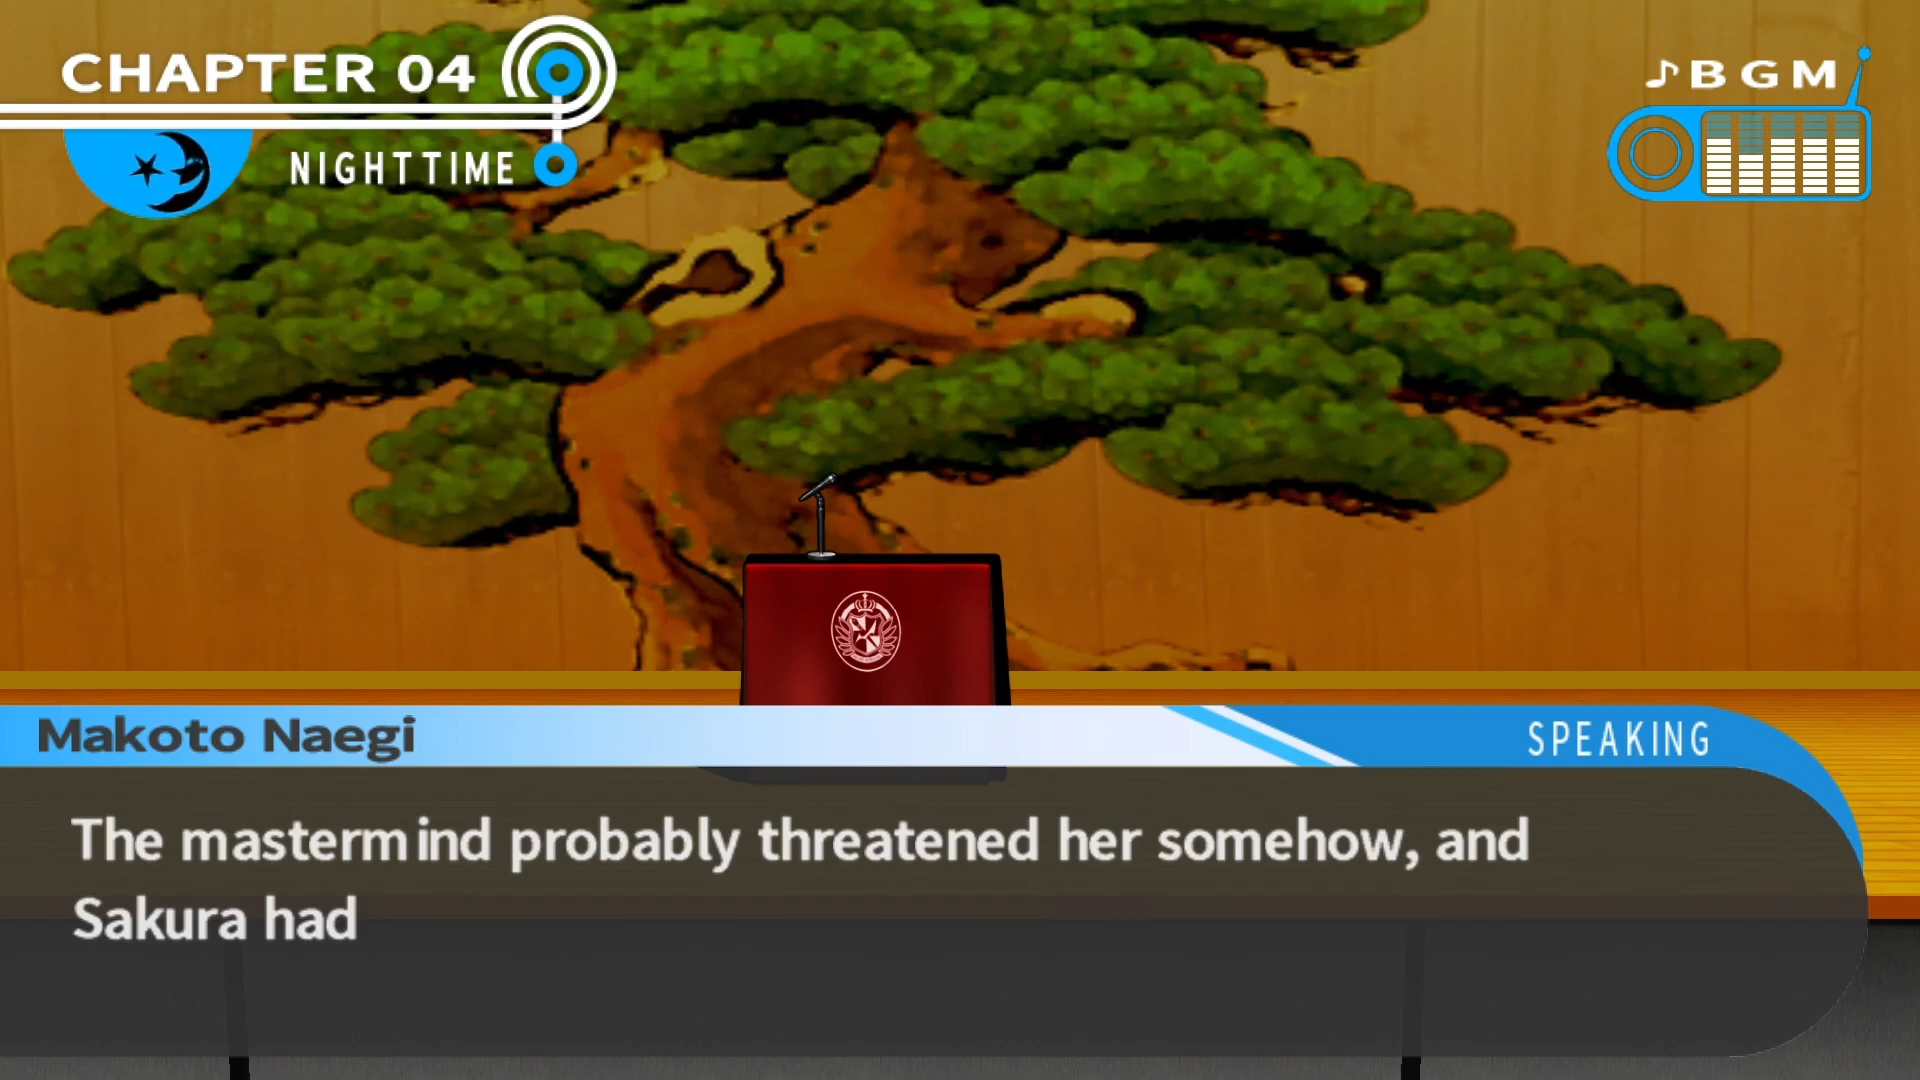 CHAPTER 04
♪BGM
NIGHTTIME
Makoto Naegi
SPEAKING
The mastermind probably threatened her somehow, and
Sakura had